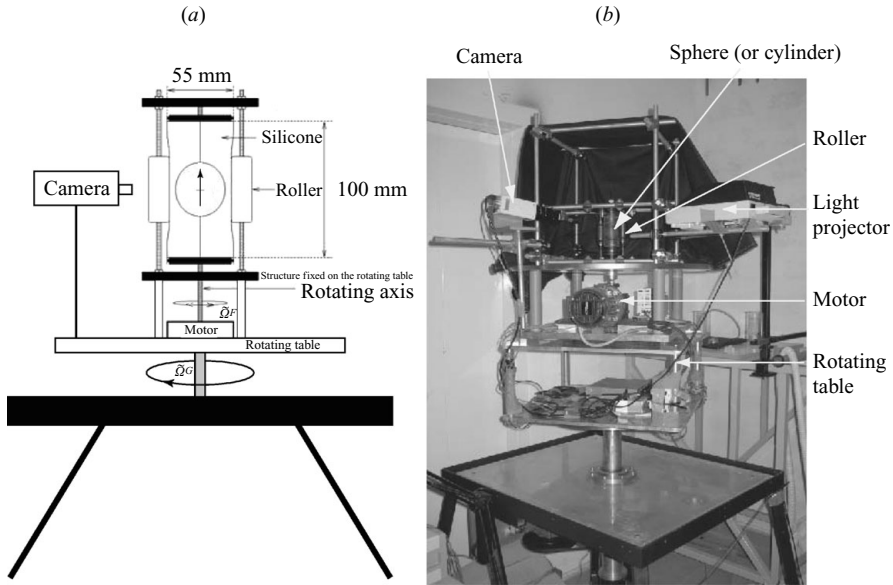 (a)
55 mm
Silicone
Camera
Roller
100 mm
Structure fixed on the rotating table
Rotating axis
Ω̃F
Motor
Rotating table
Ω̃G
(b)
Camera
Sphere (or cylinder)
Roller
Light
projector
Motor
Rotating
table